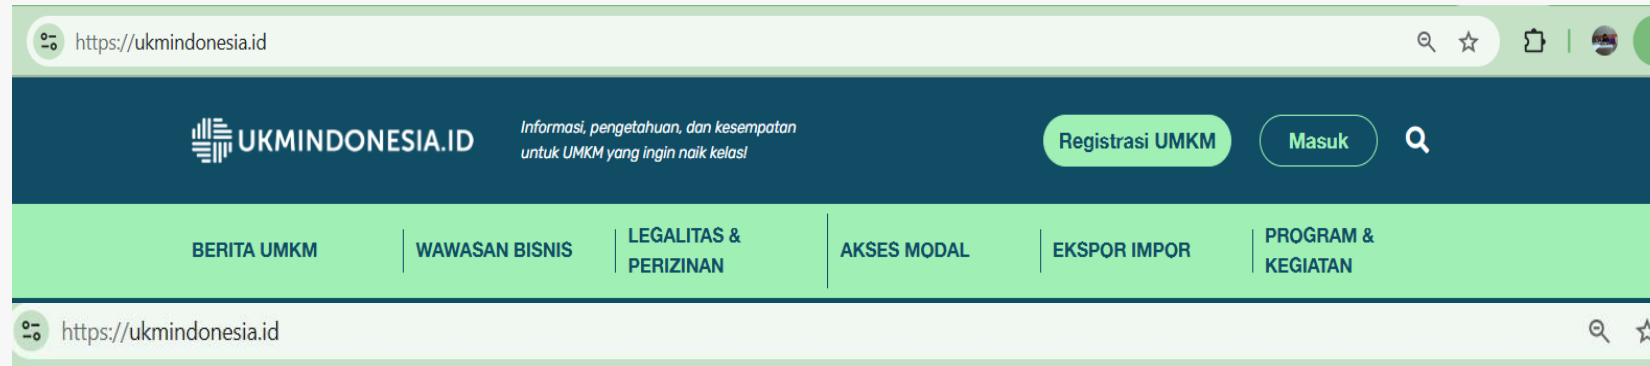 https://ukmindonesia.id
UKMINDONESIA.ID
Informasi, pengetahuan, dan kesempatan
untuk UMKM yang ingin naik kelas!
Registrasi UMKM
Masuk
BERITA UMKM
WAWASAN BISNIS
LEGALITAS &
PERIZINAN
AKSES MODAL
EKSPOR IMPOR
PROGRAM &
KEGIATAN
https://ukmindonesia.id